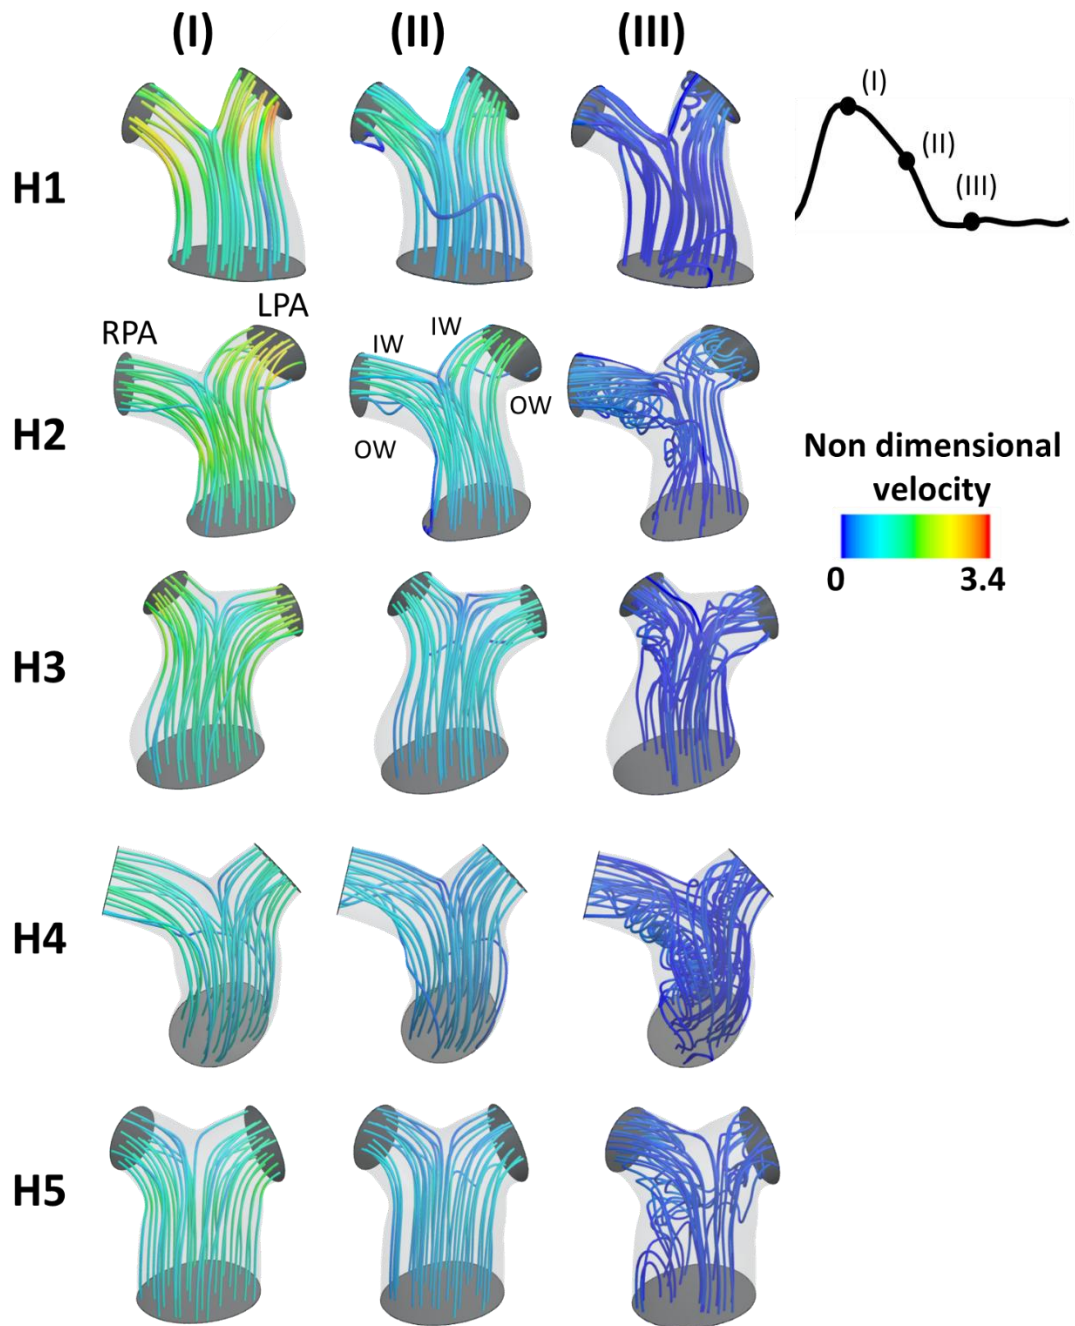 (I) (II) (III)
(I)
(II)
(III)
H1
LPA
RPA
IW
IW
OW
OW
H2
Non dimensional
velocity
0 3.4
H3
H4
H5